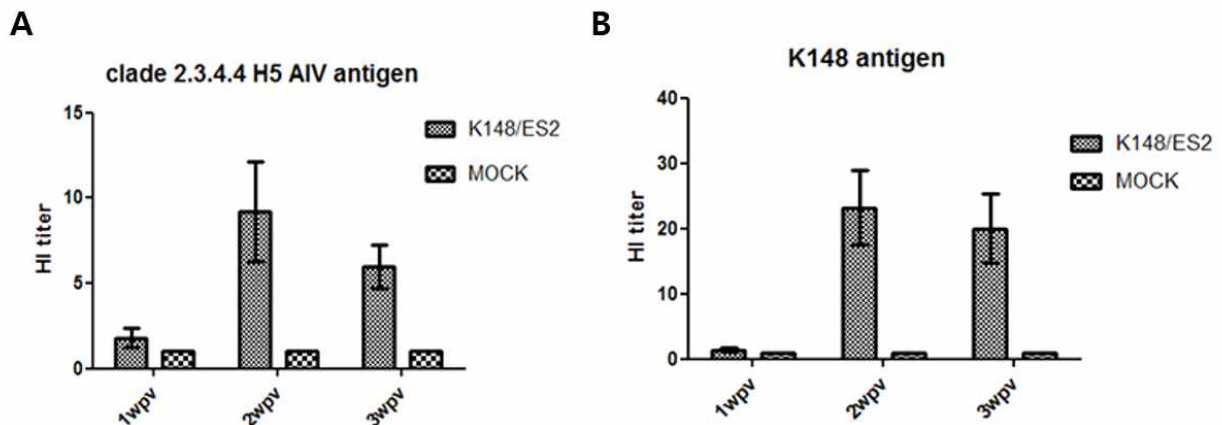 A
clade 2.3.4.4 H5 AIV antigen
HI titer
15
10
5
0
1wpv
2wpv
3wpv
K148/ES2
MOCK
B
K148 antigen
HI titer
40
30
20
10
0
1wpv
2wpv
3wpv
K148/ES2
MOCK